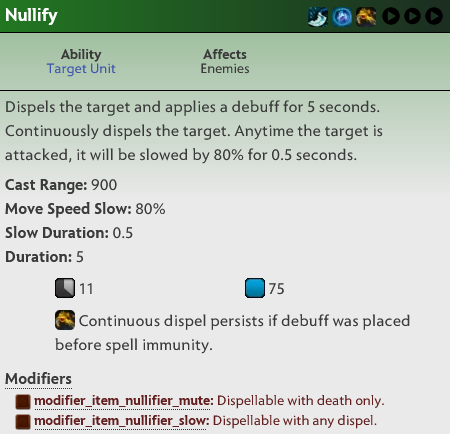 Nullify
Ability
Target Unit
Affects
Enemies
Dispels the target and applies a debuff for 5 seconds.
Continuously dispels the target. Anytime the target is
attacked, it will be slowed by 80% for 0.5 seconds.
Cast Range: 900
Move Speed Slow: 80%
Slow Duration: 0.5
Duration: 5
11
75
Continuous dispel persists if debuff was placed
before spell immunity.
Modifiers
modifier_item_nullifier_mute: Dispellable with death only.
modifier_item_nullifier_slow: Dispellable with any dispel.